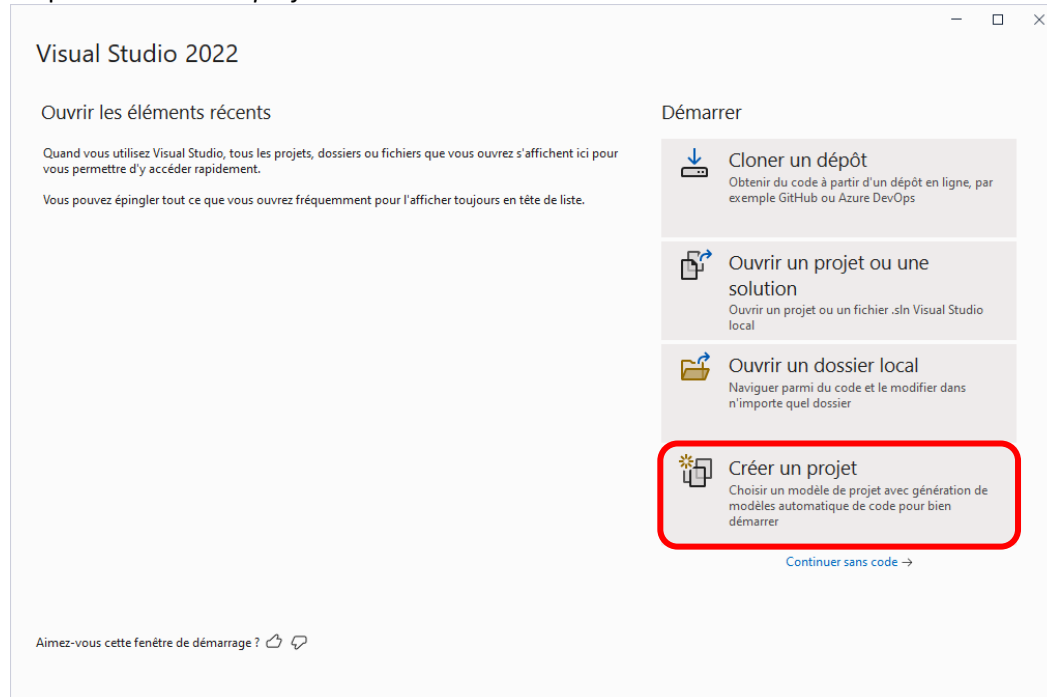 Visual Studio 2022
Ouvrir les éléments récents
Quand vous utilisez Visual Studio, tous les projets, dossiers ou fichiers que vous ouvrez s'affichent ici pour
vous permettre d'y accéder rapidement.
Vous pouvez épingler tout ce que vous ouvrez fréquemment pour l'afficher toujours en tête de liste.
Démarrer
Cloner un dépôt
Obtenir du code à partir d'un dépôt en ligne, par
exemple GitHub ou Azure DevOps
Ouvrir un projet ou une
solution
Ouvrir un projet ou un fichier .sln Visual Studio
local
Ouvrir un dossier local
Naviguer parmi du code et le modifier dans
n'importe quel dossier
Créer un projet
Choisir un modèle de projet avec génération de
modèles automatique de code pour bien
démarrer
Continuer sans code →
Aimez-vous cette fenêtre de démarrage ?